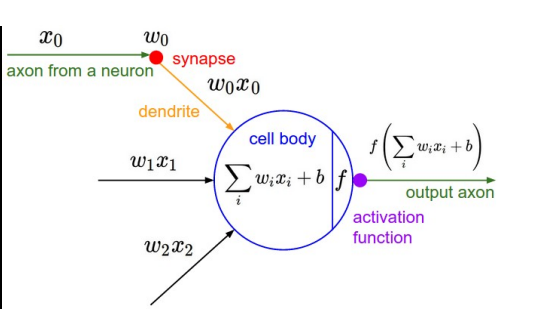 x₀ w₀
synapse
axon from a neuron
w₀x₀
dendrite
cell body
f(∑ᵢ wᵢxᵢ + b)
w₁x₁
∑ᵢ wᵢxᵢ + b f
output axon
activation
function
w₂x₂